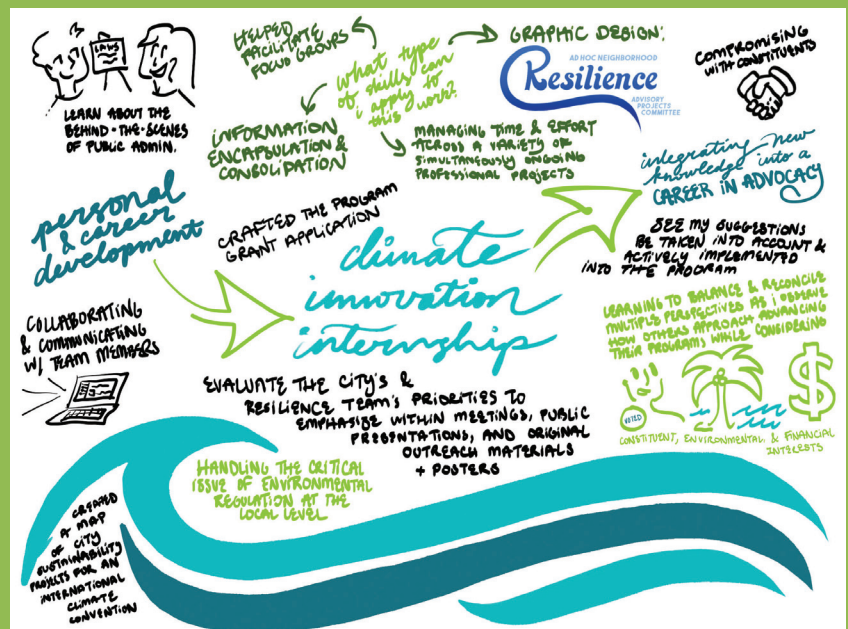 LAWS
LEARN ABOUT THE
BEHIND-THE-SCENES
OF PUBLIC ADMIN.
HELPED
FACILITATE
FOCUS GROUPS
what type
of skills can
i apply to
this work?
GRAPHIC DESIGN:
AD HOC NEIGHBORHOOD
Resilience
ADVISORY
PROJECTS
COMMITTEE
COMPROMISING
WITH CONSTITUENTS
INFORMATION
ENCAPSULATION &
CONSOLIDATION
MANAGING TIME & EFFORT
ACROSS A VARIETY OF
SIMULTANEOUSLY ONGOING
PROFESSIONAL PROJECTS
integrating new
knowledge into a
CAREER IN ADVOCACY
personal
& career
development
CRAFTED THE PROGRAM
GRANT APPLICATION
climate
innovation
internship
SEE MY SUGGESTIONS
BE TAKEN INTO ACCOUNT &
ACTIVELY IMPLEMENTED
INTO THE PROGRAM
COLLABORATING
& COMMUNICATING
W/ TEAM MEMBERS
LEARNING TO BALANCE & RECONCILE
MULTIPLE PERSPECTIVES AS I OBSERVE
HOW OTHERS APPROACH ADVANCING
THEIR PROGRAMS WHILE CONSIDERING
VOTED
$
CONSTITUENT, ENVIRONMENTAL, & FINANCIAL
INTERESTS
EVALUATE THE CITY'S &
RESILIENCE TEAM'S PRIORITIES TO
EMPHASIZE WITHIN MEETINGS, PUBLIC
PRESENTATIONS, AND ORIGINAL
OUTREACH MATERIALS
+ POSTERS
HANDLING THE CRITICAL
ISSUE OF ENVIRONMENTAL
REGULATION AT THE
LOCAL LEVEL
CREATED
A MAP
OF CITY
SUSTAINABILITY
PROJECTS FOR AN
INTERNATIONAL
CLIMATE
CONVENTION